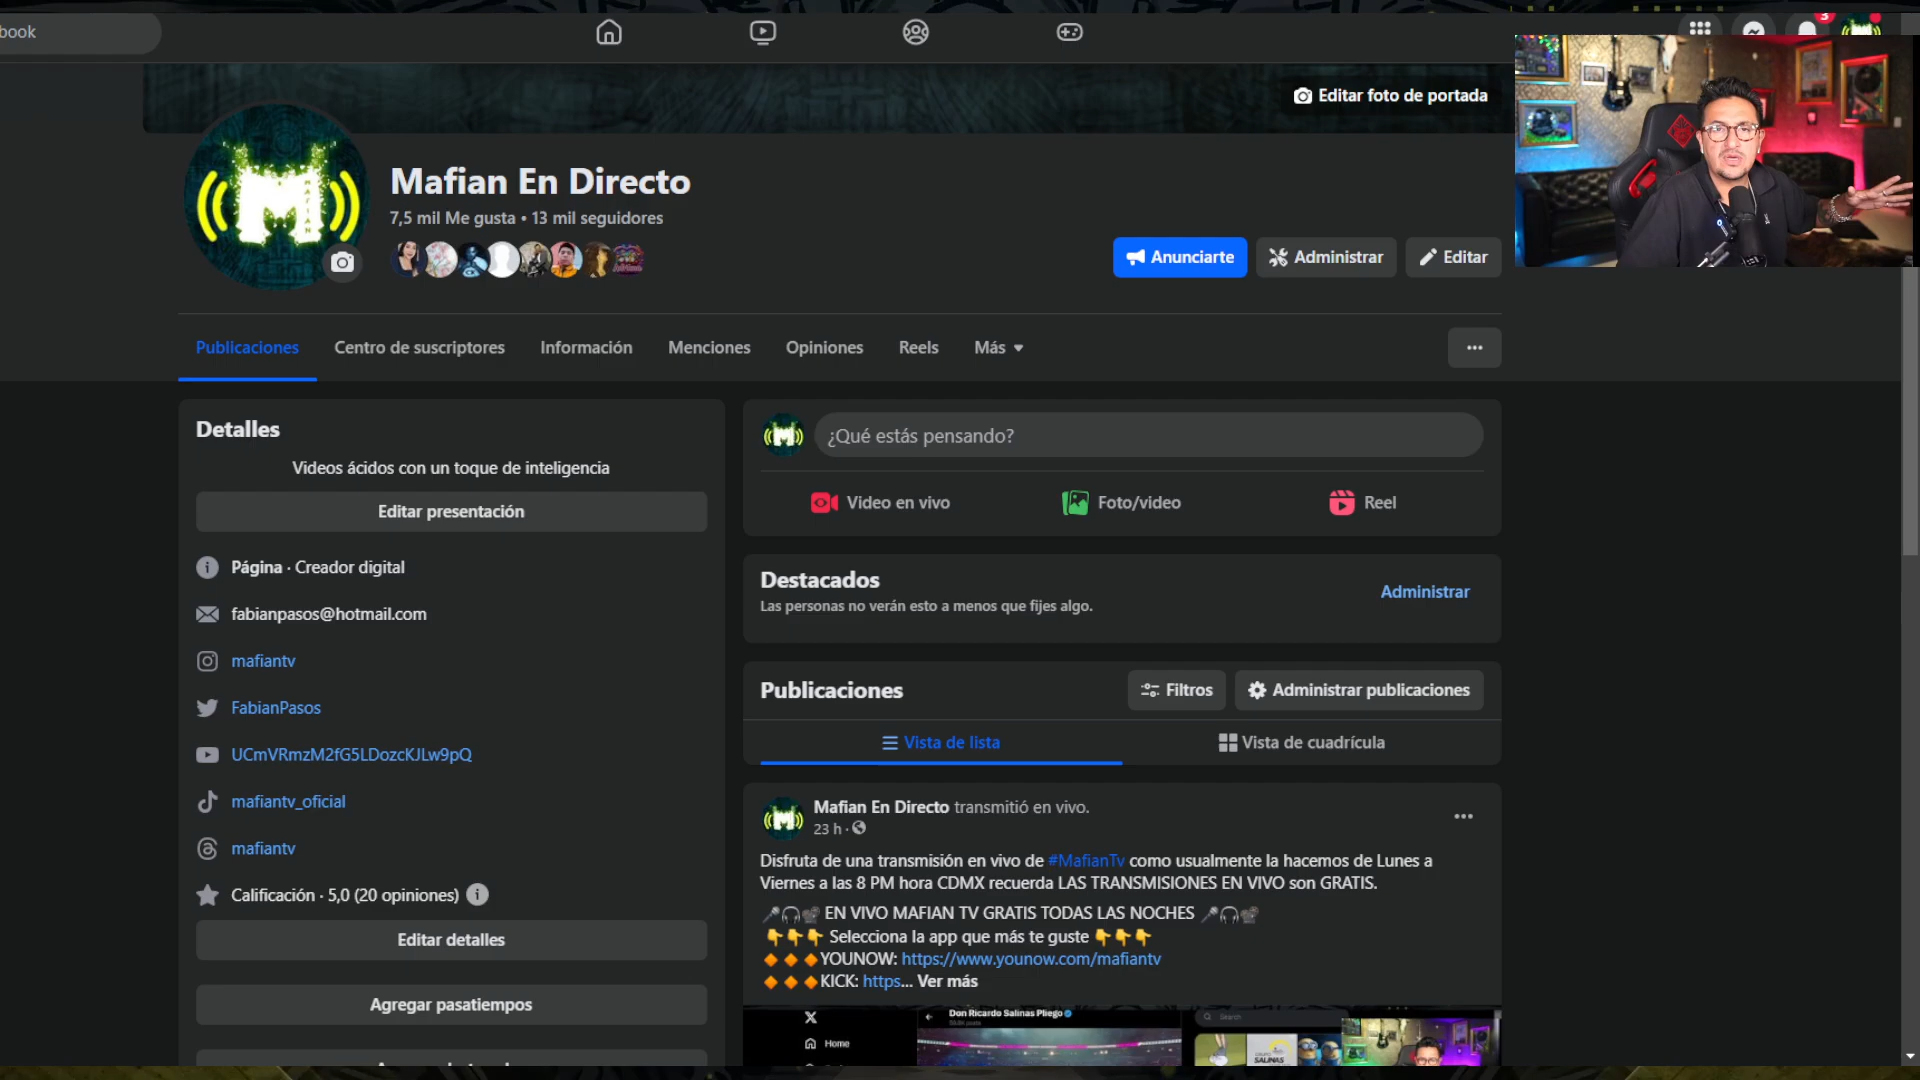 book
3
Editar foto de portada
Mafian En Directo
7,5 mil Me gusta • 13 mil seguidores
Anunciarte
Administrar
Editar
Publicaciones
Centro de suscriptores
Información
Menciones
Opiniones
Reels
Más
Detalles
Videos ácidos con un toque de inteligencia
Editar presentación
Página · Creador digital
fabianpasos@hotmail.com
mafiantv
FabianPasos
UCmVRmzM2fG5LDozcKJLw9pQ
mafiantv_oficial
mafiantv
Calificación · 5,0 (20 opiniones)
Editar detalles
Agregar pasatiempos
¿Qué estás pensando?
Video en vivo
Foto/video
Reel
Destacados
Administrar
Las personas no verán esto a menos que fijes algo.
Publicaciones
Filtros
Administrar publicaciones
Vista de lista
Vista de cuadrícula
Mafian En Directo transmitió en vivo.
23 h ·
Disfruta de una transmisión en vivo de #MafianTv como usualmente la hacemos de Lunes a
Viernes a las 8 PM hora CDMX recuerda LAS TRANSMISIONES EN VIVO son GRATIS.
🎤🎧📽 EN VIVO MAFIAN TV GRATIS TODAS LAS NOCHES 🎤🎧📽
👇👇👇 Selecciona la app que más te guste 👇👇👇
🔸🔸🔸YOUNOW: https://www.younow.com/mafiantv
🔸🔸🔸KICK: https... Ver más
Don Ricardo Salinas Pliego
Search
Home
SALINAS